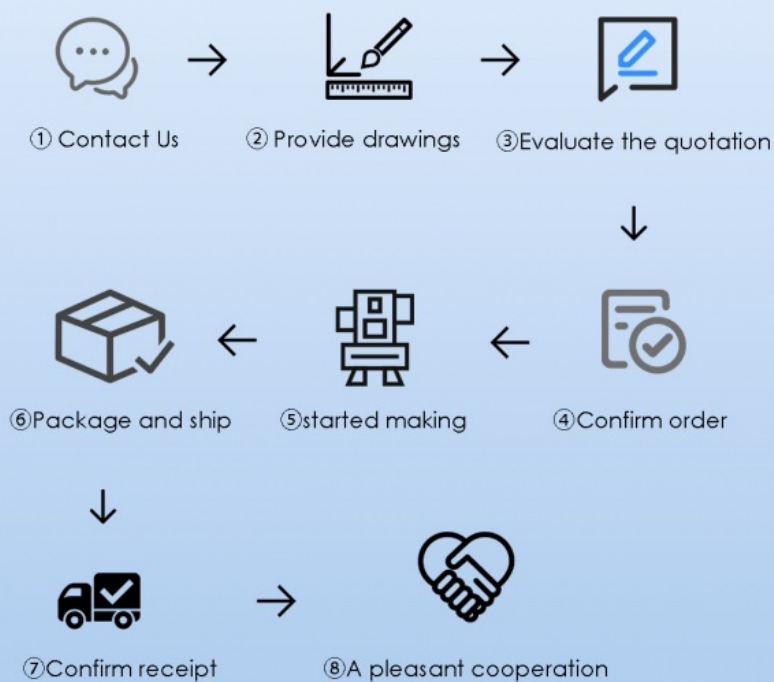 ① Contact Us
② Provide drawings
③Evaluate the quotation
④Confirm order
⑤started making
⑥Package and ship
⑦Confirm receipt
⑧A pleasant cooperation